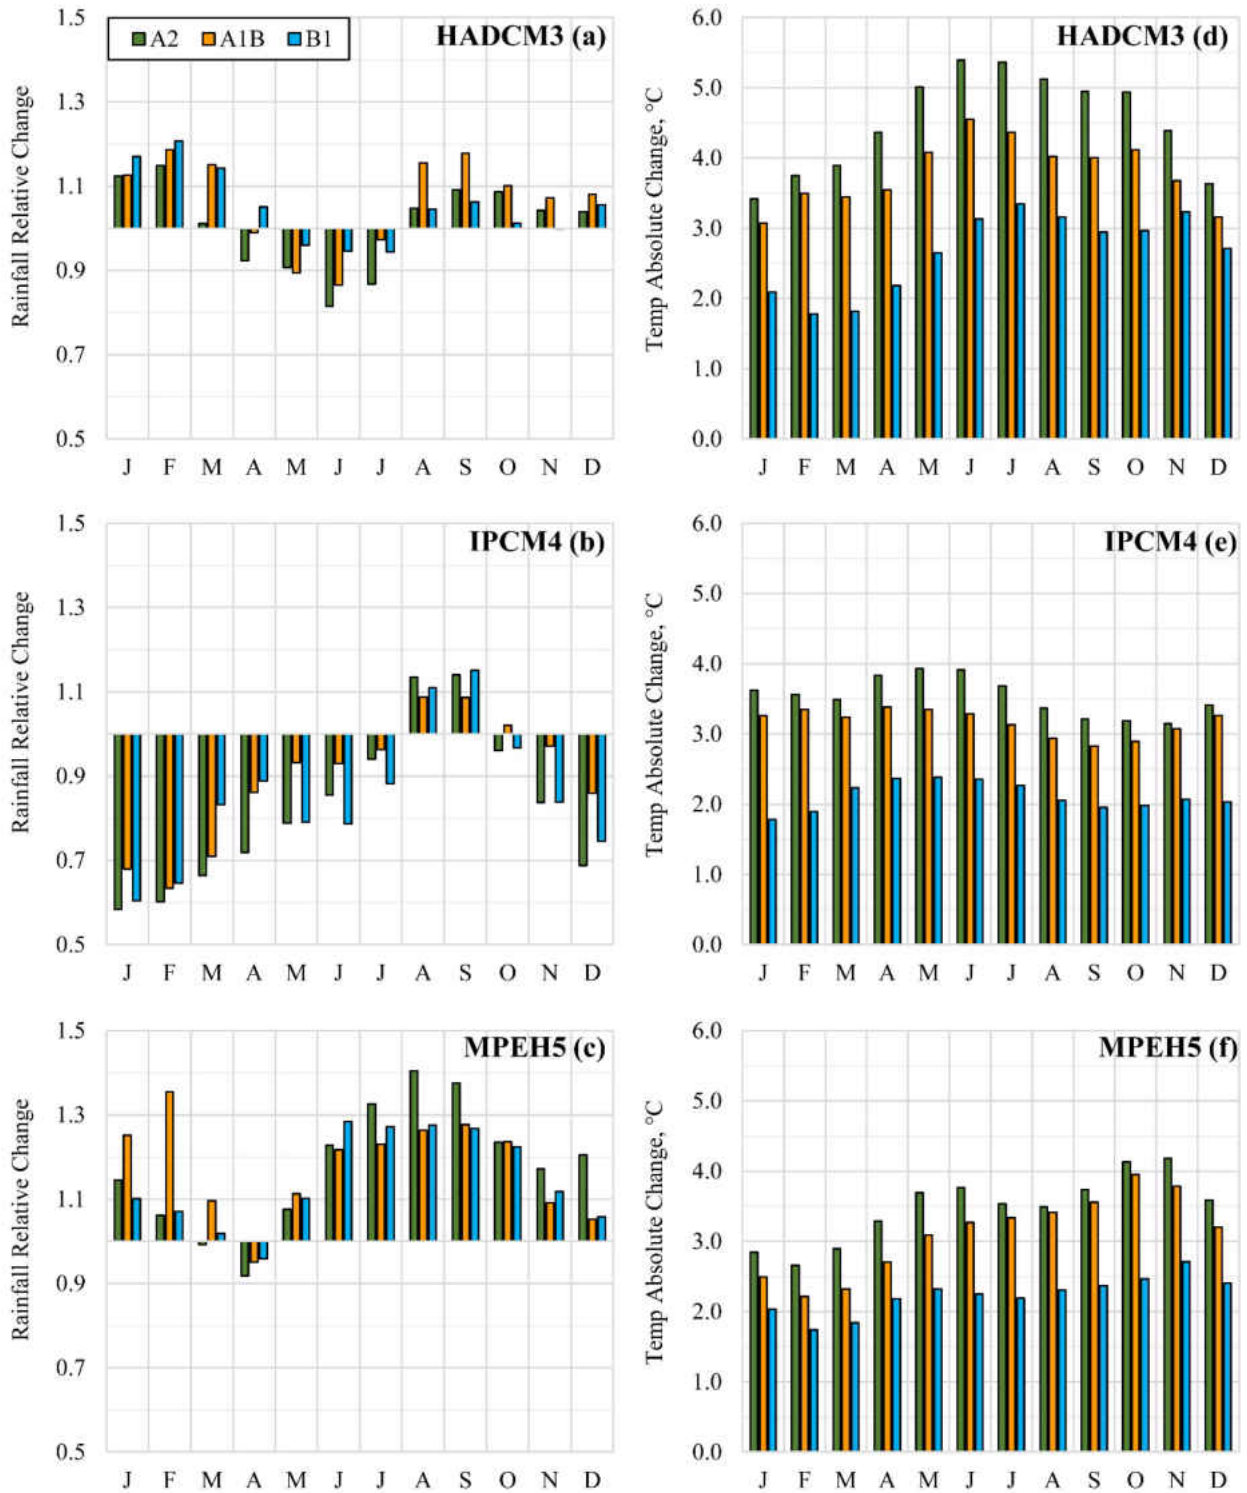 A2 A1B B1
HADCM3 (a)
Rainfall Relative Change
1.5
1.3
1.1
0.9
0.7
0.5
J F M A M J J A S O N D
HADCM3 (d)
Temp Absolute Change, °C
6.0
5.0
4.0
3.0
2.0
1.0
0.0
J F M A M J J A S O N D
IPCM4 (b)
Rainfall Relative Change
1.5
1.3
1.1
0.9
0.7
0.5
J F M A M J J A S O N D
IPCM4 (e)
Temp Absolute Change, °C
6.0
5.0
4.0
3.0
2.0
1.0
0.0
J F M A M J J A S O N D
MPEH5 (c)
Rainfall Relative Change
1.5
1.3
1.1
0.9
0.7
0.5
J F M A M J J A S O N D
MPEH5 (f)
Temp Absolute Change, °C
6.0
5.0
4.0
3.0
2.0
1.0
0.0
J F M A M J J A S O N D